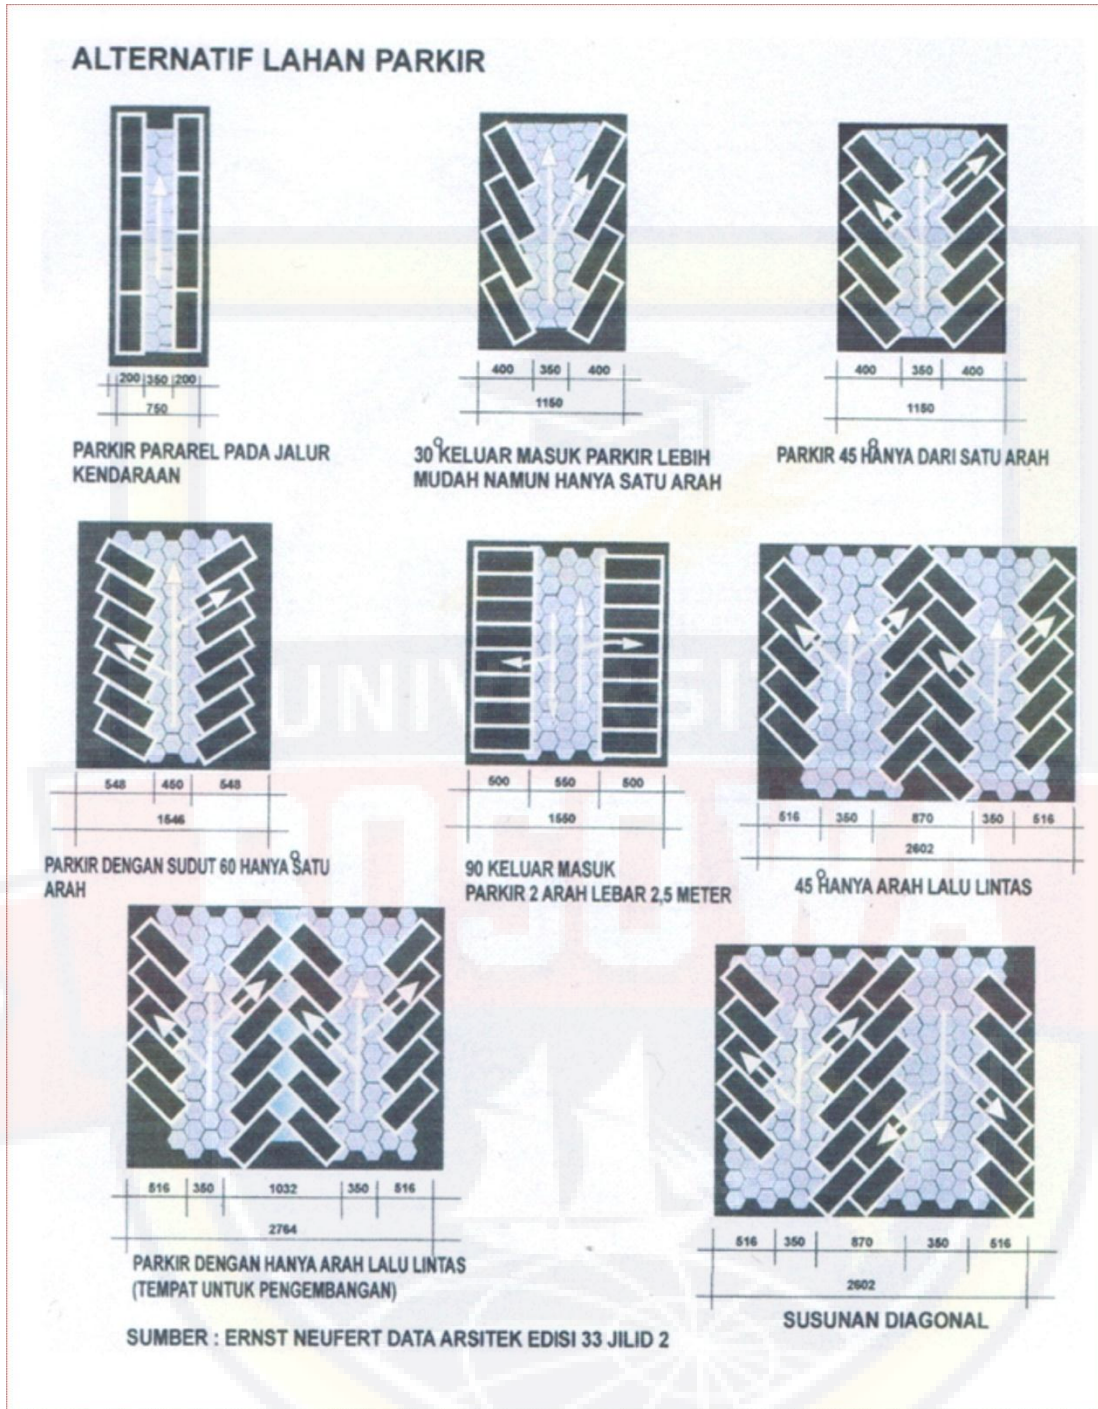 ALTERNATIF LAHAN PARKIR
200 350 200
750
PARKIR PARAREL PADA JALUR
KENDARAAN
400 350 400
1150
30° KELUAR MASUK PARKIR LEBIH
MUDAH NAMUN HANYA SATU ARAH
400 350 400
1150
PARKIR 45° HANYA DARI SATU ARAH
548 450 548
1546
PARKIR DENGAN SUDUT 60° HANYA SATU
ARAH
500 550 500
1550
90 KELUAR MASUK
PARKIR 2 ARAH LEBAR 2,5 METER
516 350 870 350 516
2602
45° HANYA ARAH LALU LINTAS
516 350 1032 350 516
2764
PARKIR DENGAN HANYA ARAH LALU LINTAS
(TEMPAT UNTUK PENGEMBANGAN)
516 350 870 350 516
2602
SUSUNAN DIAGONAL
SUMBER : ERNST NEUFERT DATA ARSITEK EDISI 33 JILID 2
UNIVERSITAS
BOSOWA